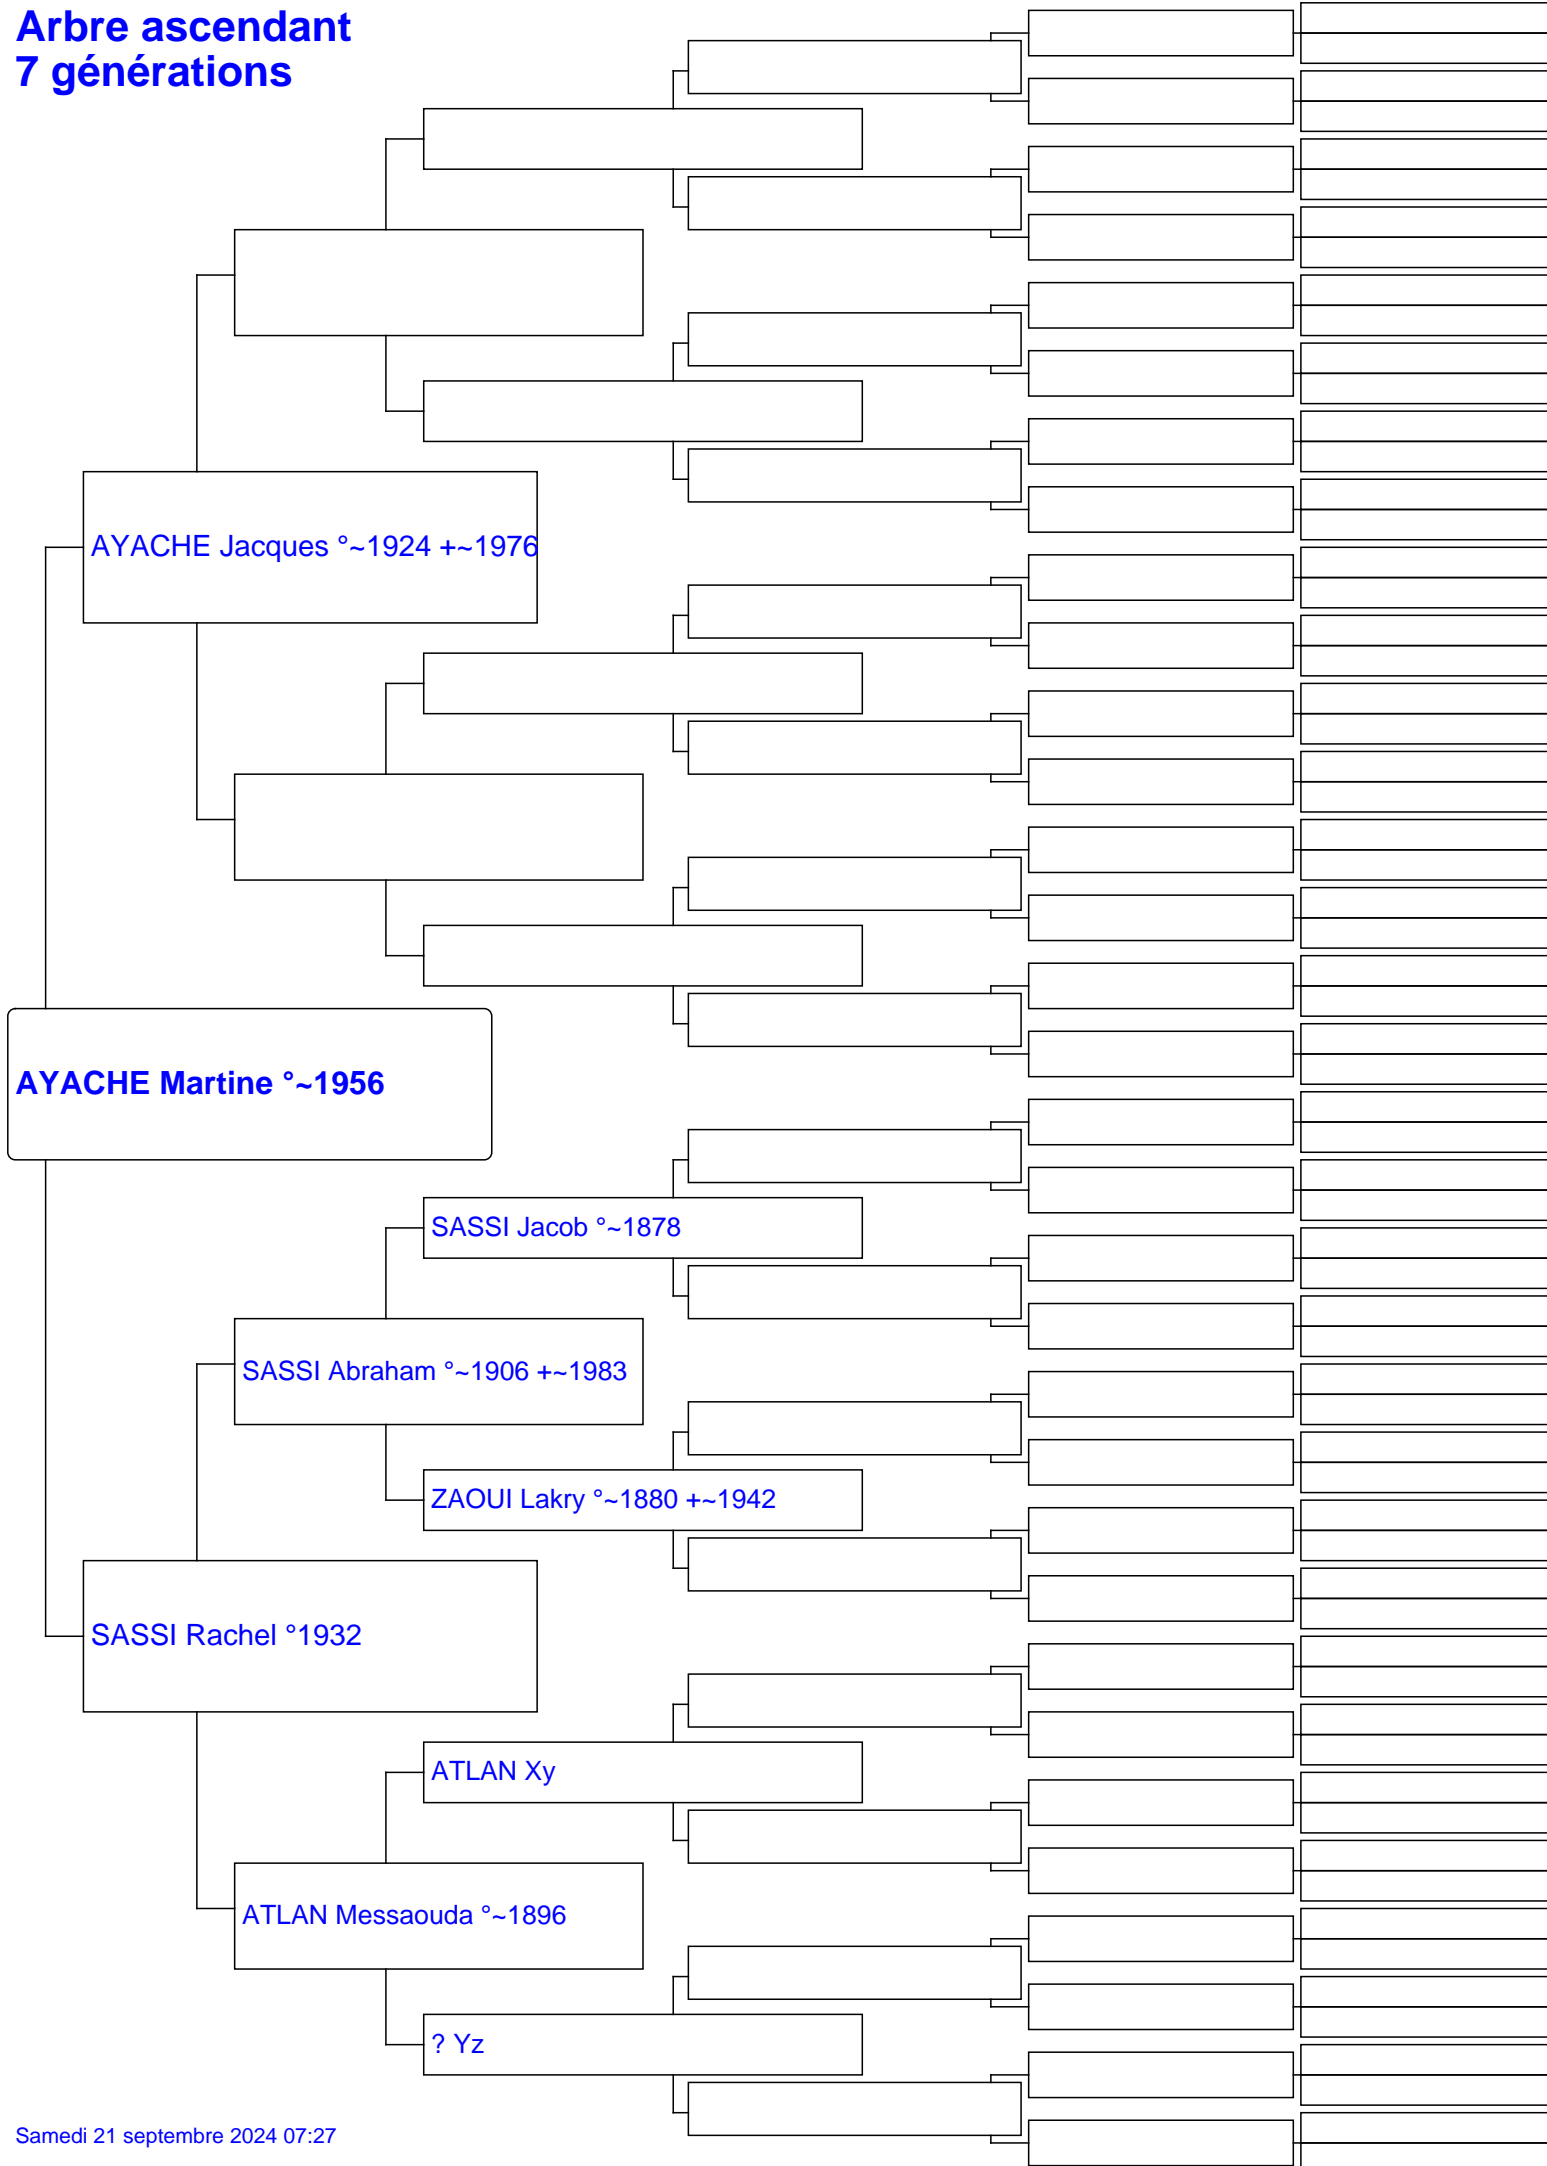 Arbre ascendant
7 générations
AYACHE Jacques °~1924 +~1976
AYACHE Martine °~1956
SASSI Jacob °~1878
SASSI Abraham °~1906 +~1983
ZAOUI Lakry °~1880 +~1942
SASSI Rachel °1932
ATLAN Xy
ATLAN Messaouda °~1896
? Yz
Samedi 21 septembre 2024 07:27